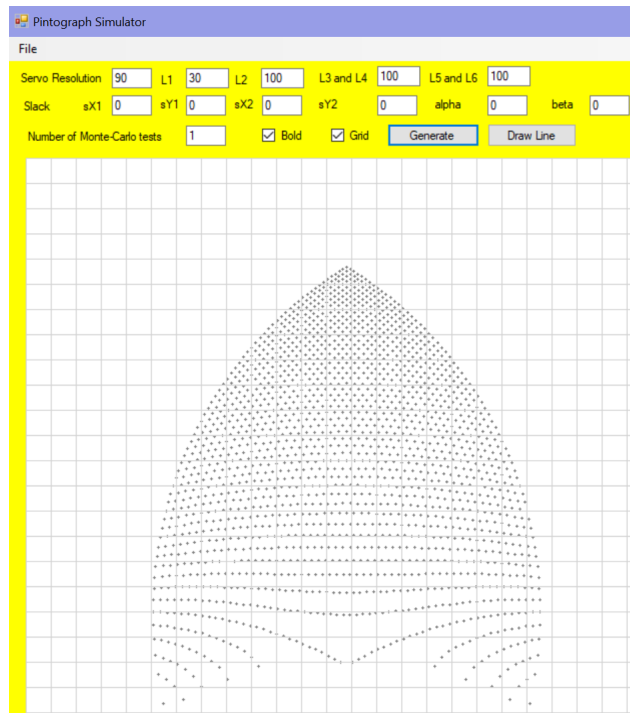 Pintograph Simulator
File
Servo Resolution 90 L1 30 L2 100 L3 and L4 100 L5 and L6 100
Slack sX1 0 sY1 0 sX2 0 sY2 0 alpha 0 beta 0
Number of Monte-Carlo tests 1 Bold Grid Generate Draw Line